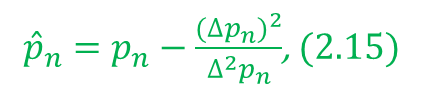 p̂ₙ = pₙ − (Δpₙ)² / Δ²pₙ, (2.15)